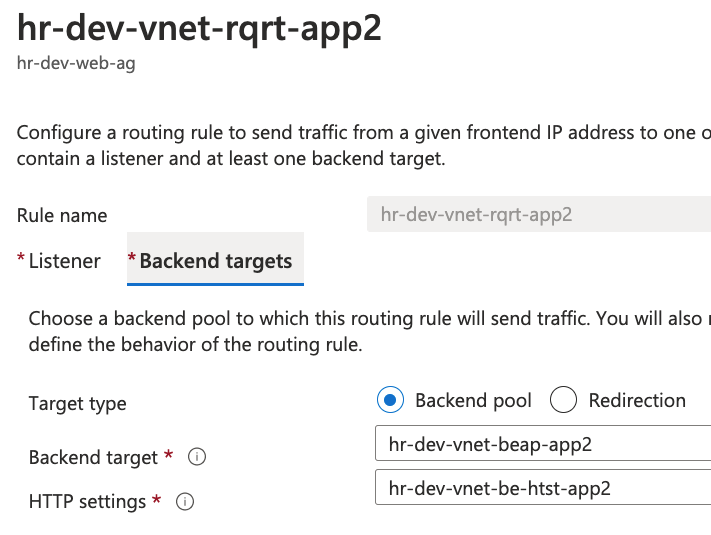 hr-dev-vnet-rqrt-app2
hr-dev-web-ag
Configure a routing rule to send traffic from a given frontend IP address to one o
contain a listener and at least one backend target.
Rule name
hr-dev-vnet-rqrt-app2
* Listener
* Backend targets
Choose a backend pool to which this routing rule will send traffic. You will also
define the behavior of the routing rule.
Target type
Backend pool
Redirection
Backend target *
hr-dev-vnet-beap-app2
HTTP settings *
hr-dev-vnet-be-htst-app2